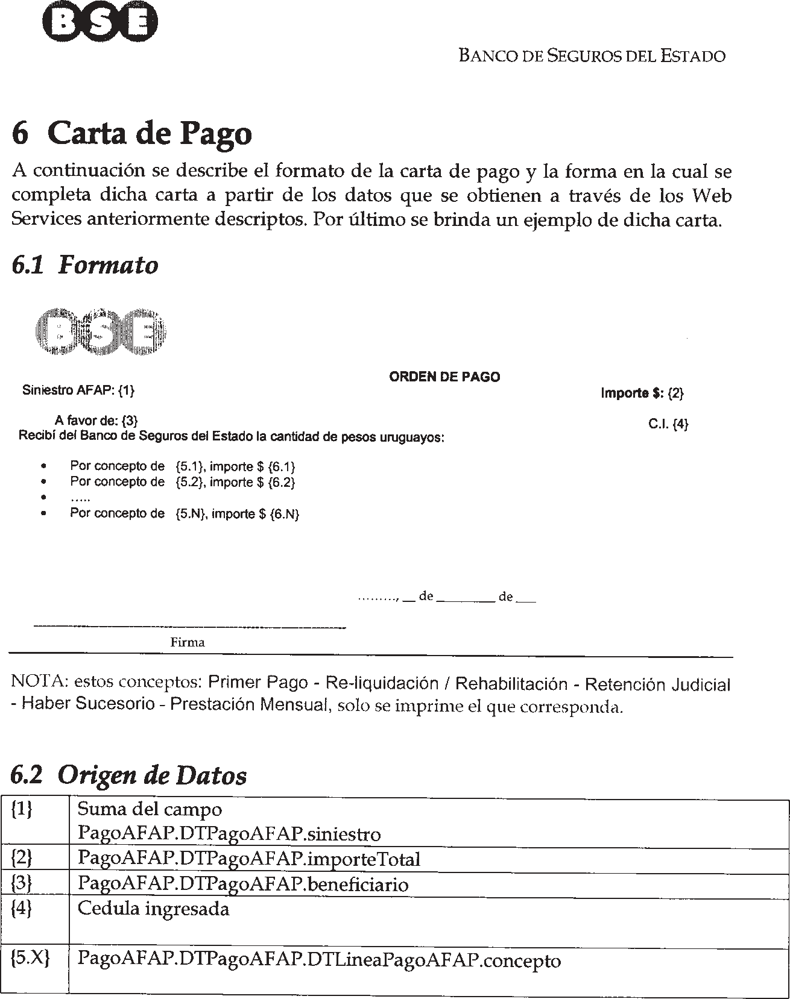 BSE
BANCO DE SEGUROS DEL ESTADO
6 Carta de Pago
A continuación se describe el formato de la carta de pago y la forma en la cual se
completa dicha carta a partir de los datos que se obtienen a través de los Web
Services anteriormente descriptos. Por último se brinda un ejemplo de dicha carta.
6.1 Formato
BSE
ORDEN DE PAGO
Siniestro AFAP: {1}
Importe $: {2}
A favor de: {3}
C.I. {4}
Recibí del Banco de Seguros del Estado la cantidad de pesos uruguayos:
• Por concepto de {5.1}, importe $ {6.1}
• Por concepto de {5.2}, importe $ {6.2}
• .....
• Por concepto de {5.N}, importe $ {6.N}
........., __ de ________ de ___
Firma
NOTA: estos conceptos: Primer Pago - Re-liquidación / Rehabilitación - Retención Judicial
- Haber Sucesorio - Prestación Mensual, solo se imprime el que corresponda.
6.2 Origen de Datos
{1} Suma del campo
PagoAFAP.DTPagoAFAP.siniestro
{2} PagoAFAP.DTPagoAFAP.importeTotal
{3} PagoAFAP.DTPagoAFAP.beneficiario
{4} Cedula ingresada
{5.X} PagoAFAP.DTPagoAFAP.DTLineaPagoAFAP.concepto